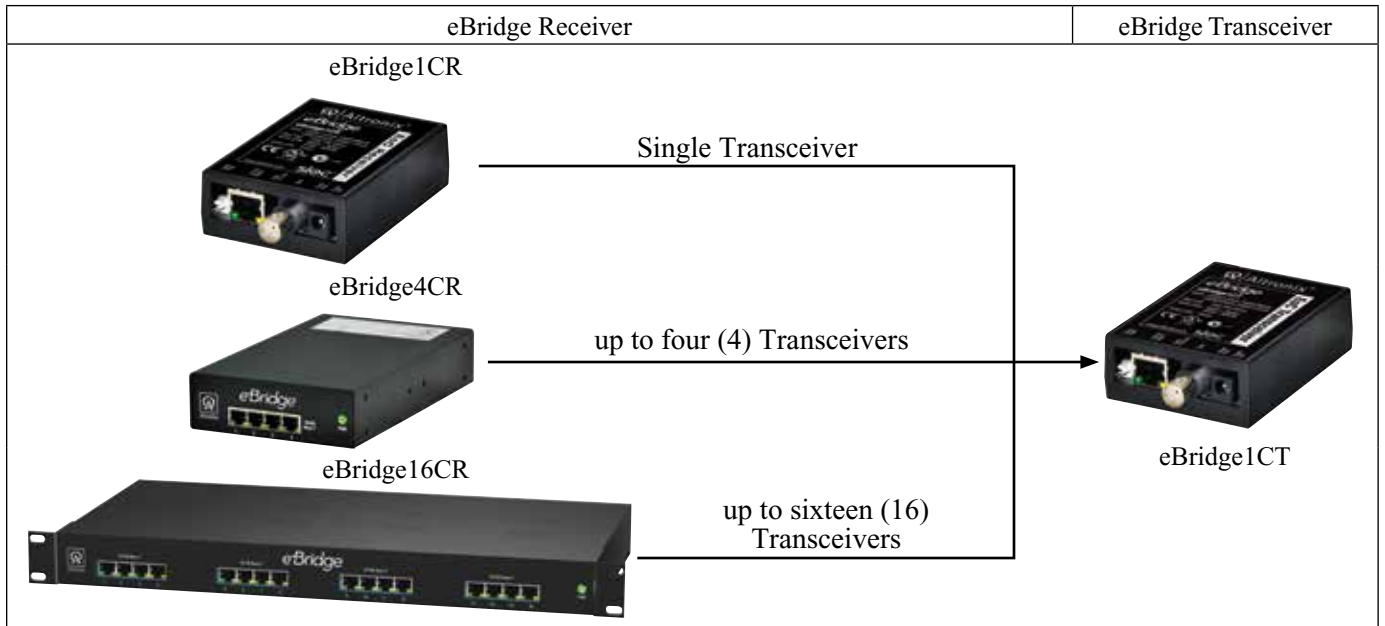 eBridge Receiver
eBridge Transceiver
eBridge1CR
Altronix
eBridge
Single Transceiver
eBridge4CR
eBridge
up to four (4) Transceivers
Altronix
eBridge
eBridge1CT
eBridge16CR
eBridge
up to sixteen (16)
Transceivers